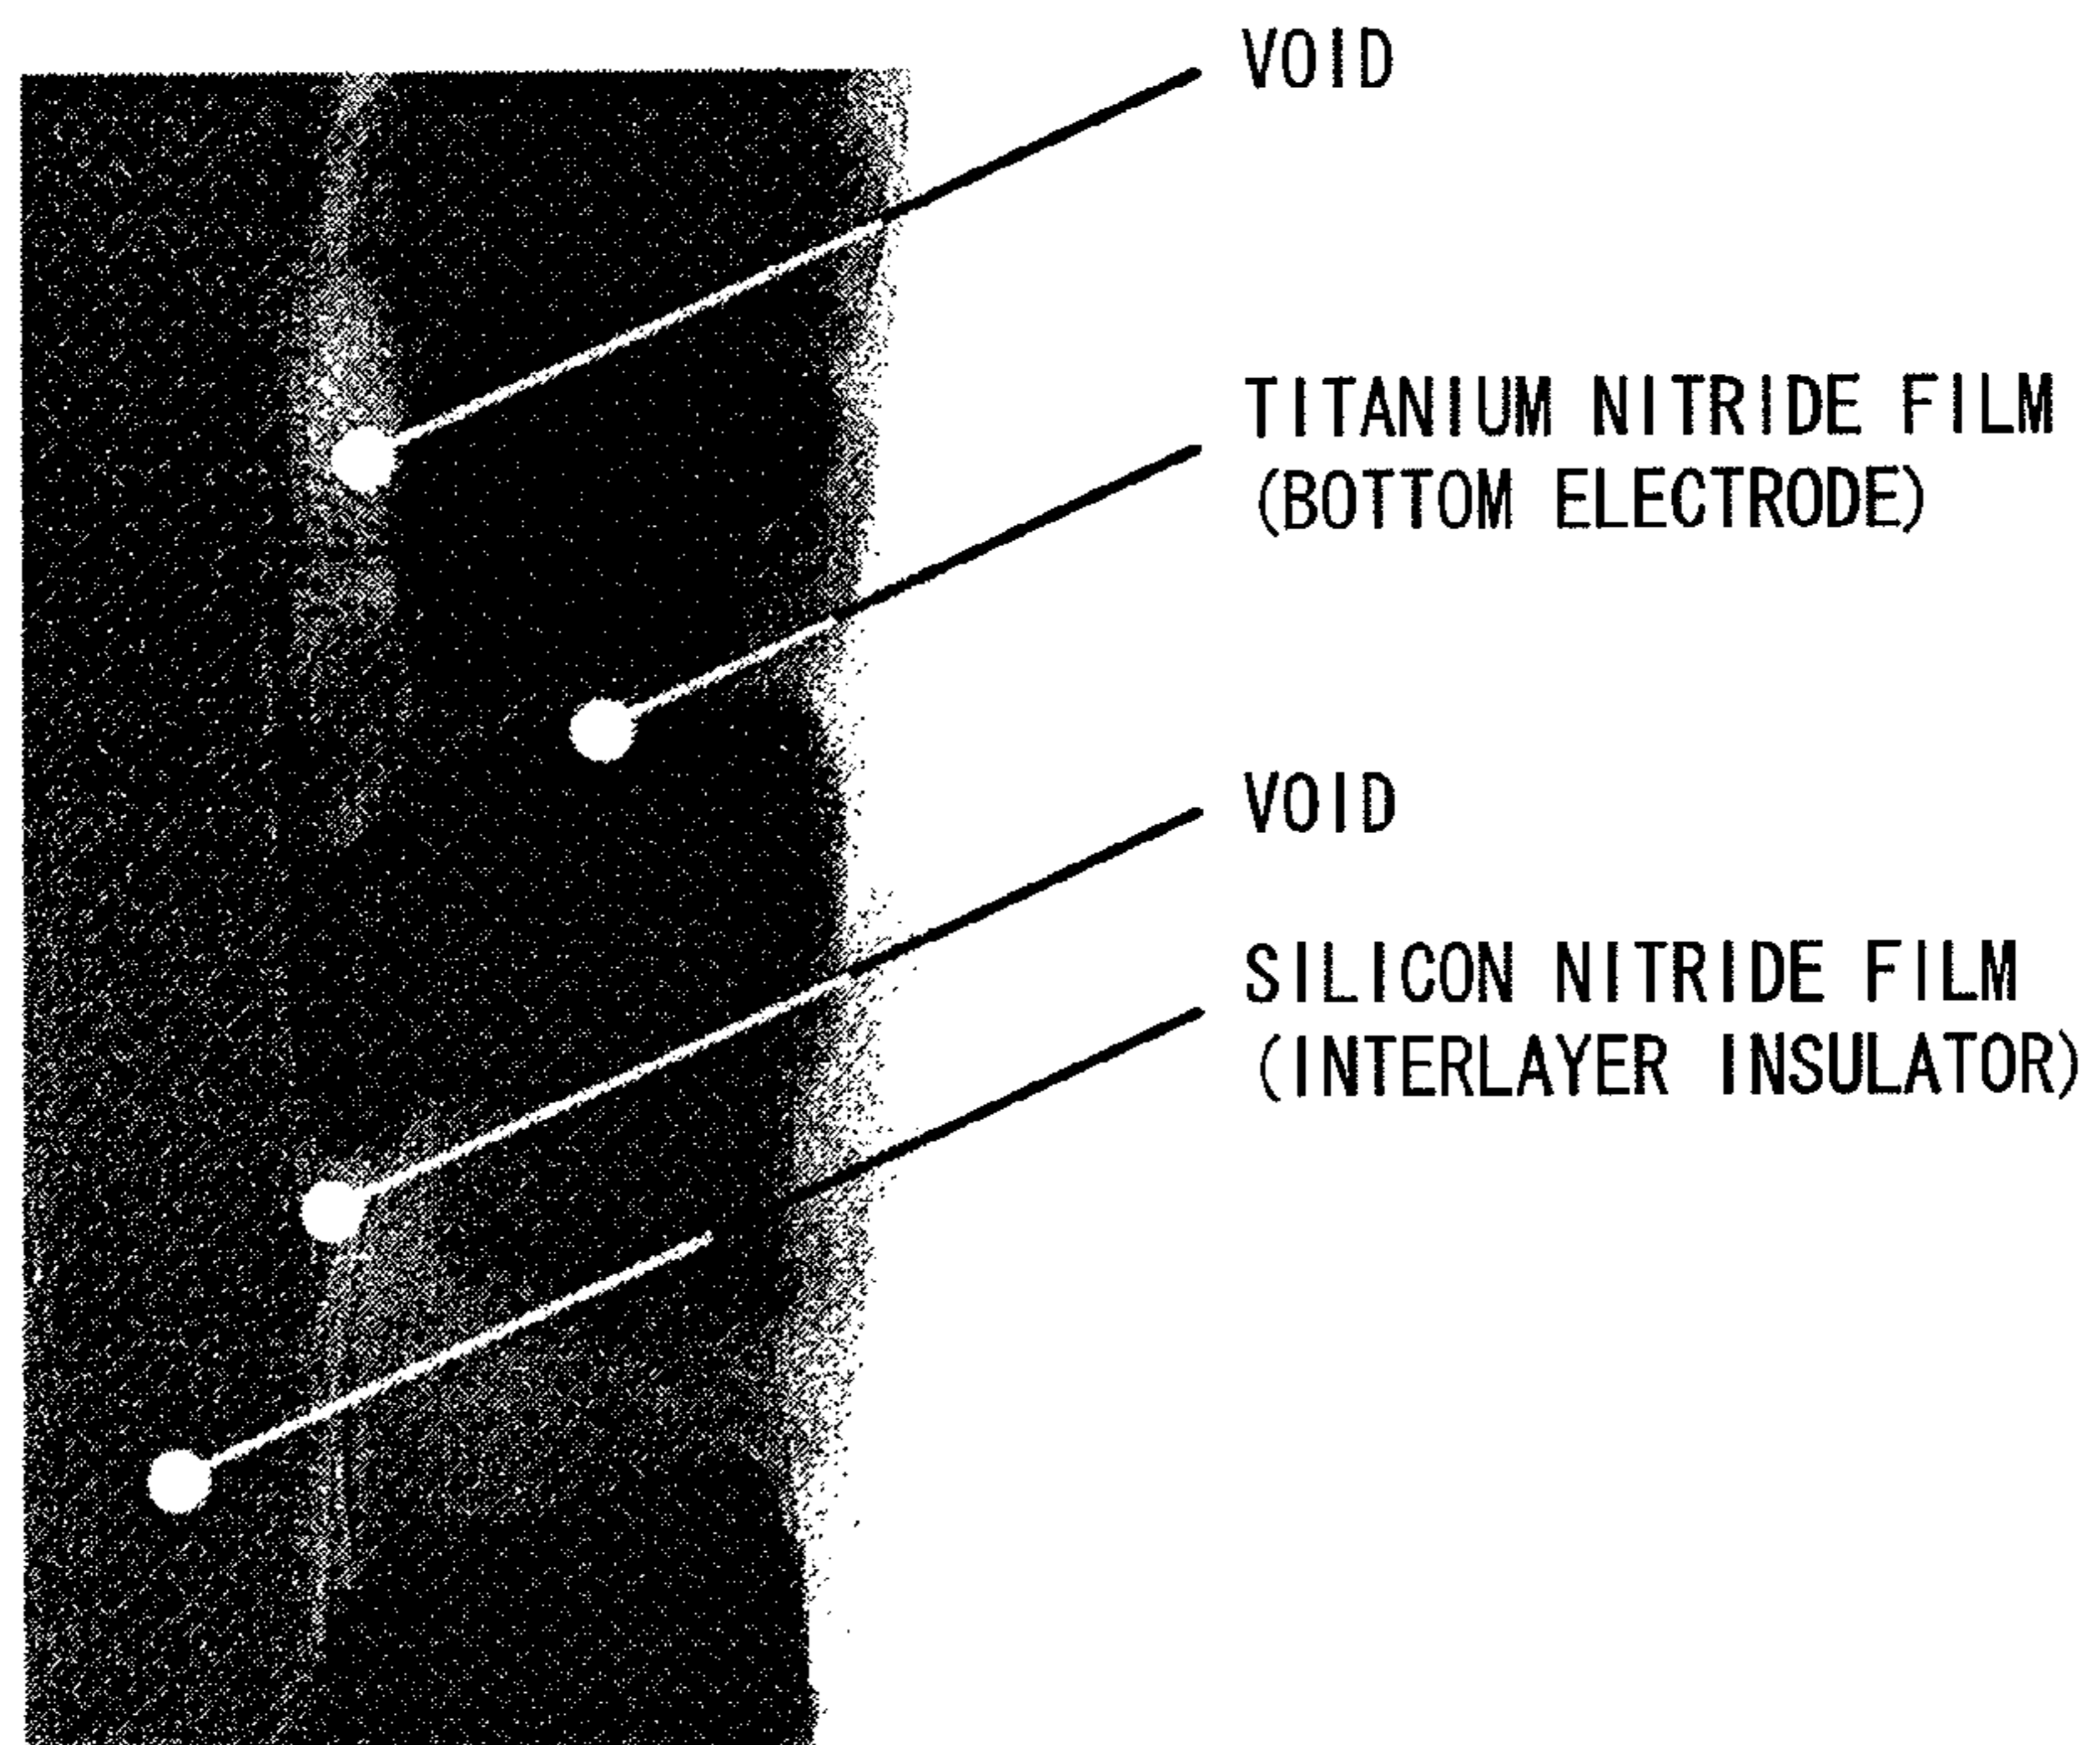 VOID
TITANIUM NITRIDE FILM
(BOTTOM ELECTRODE)
VOID
SILICON NITRIDE FILM
(INTERLAYER INSULATOR)